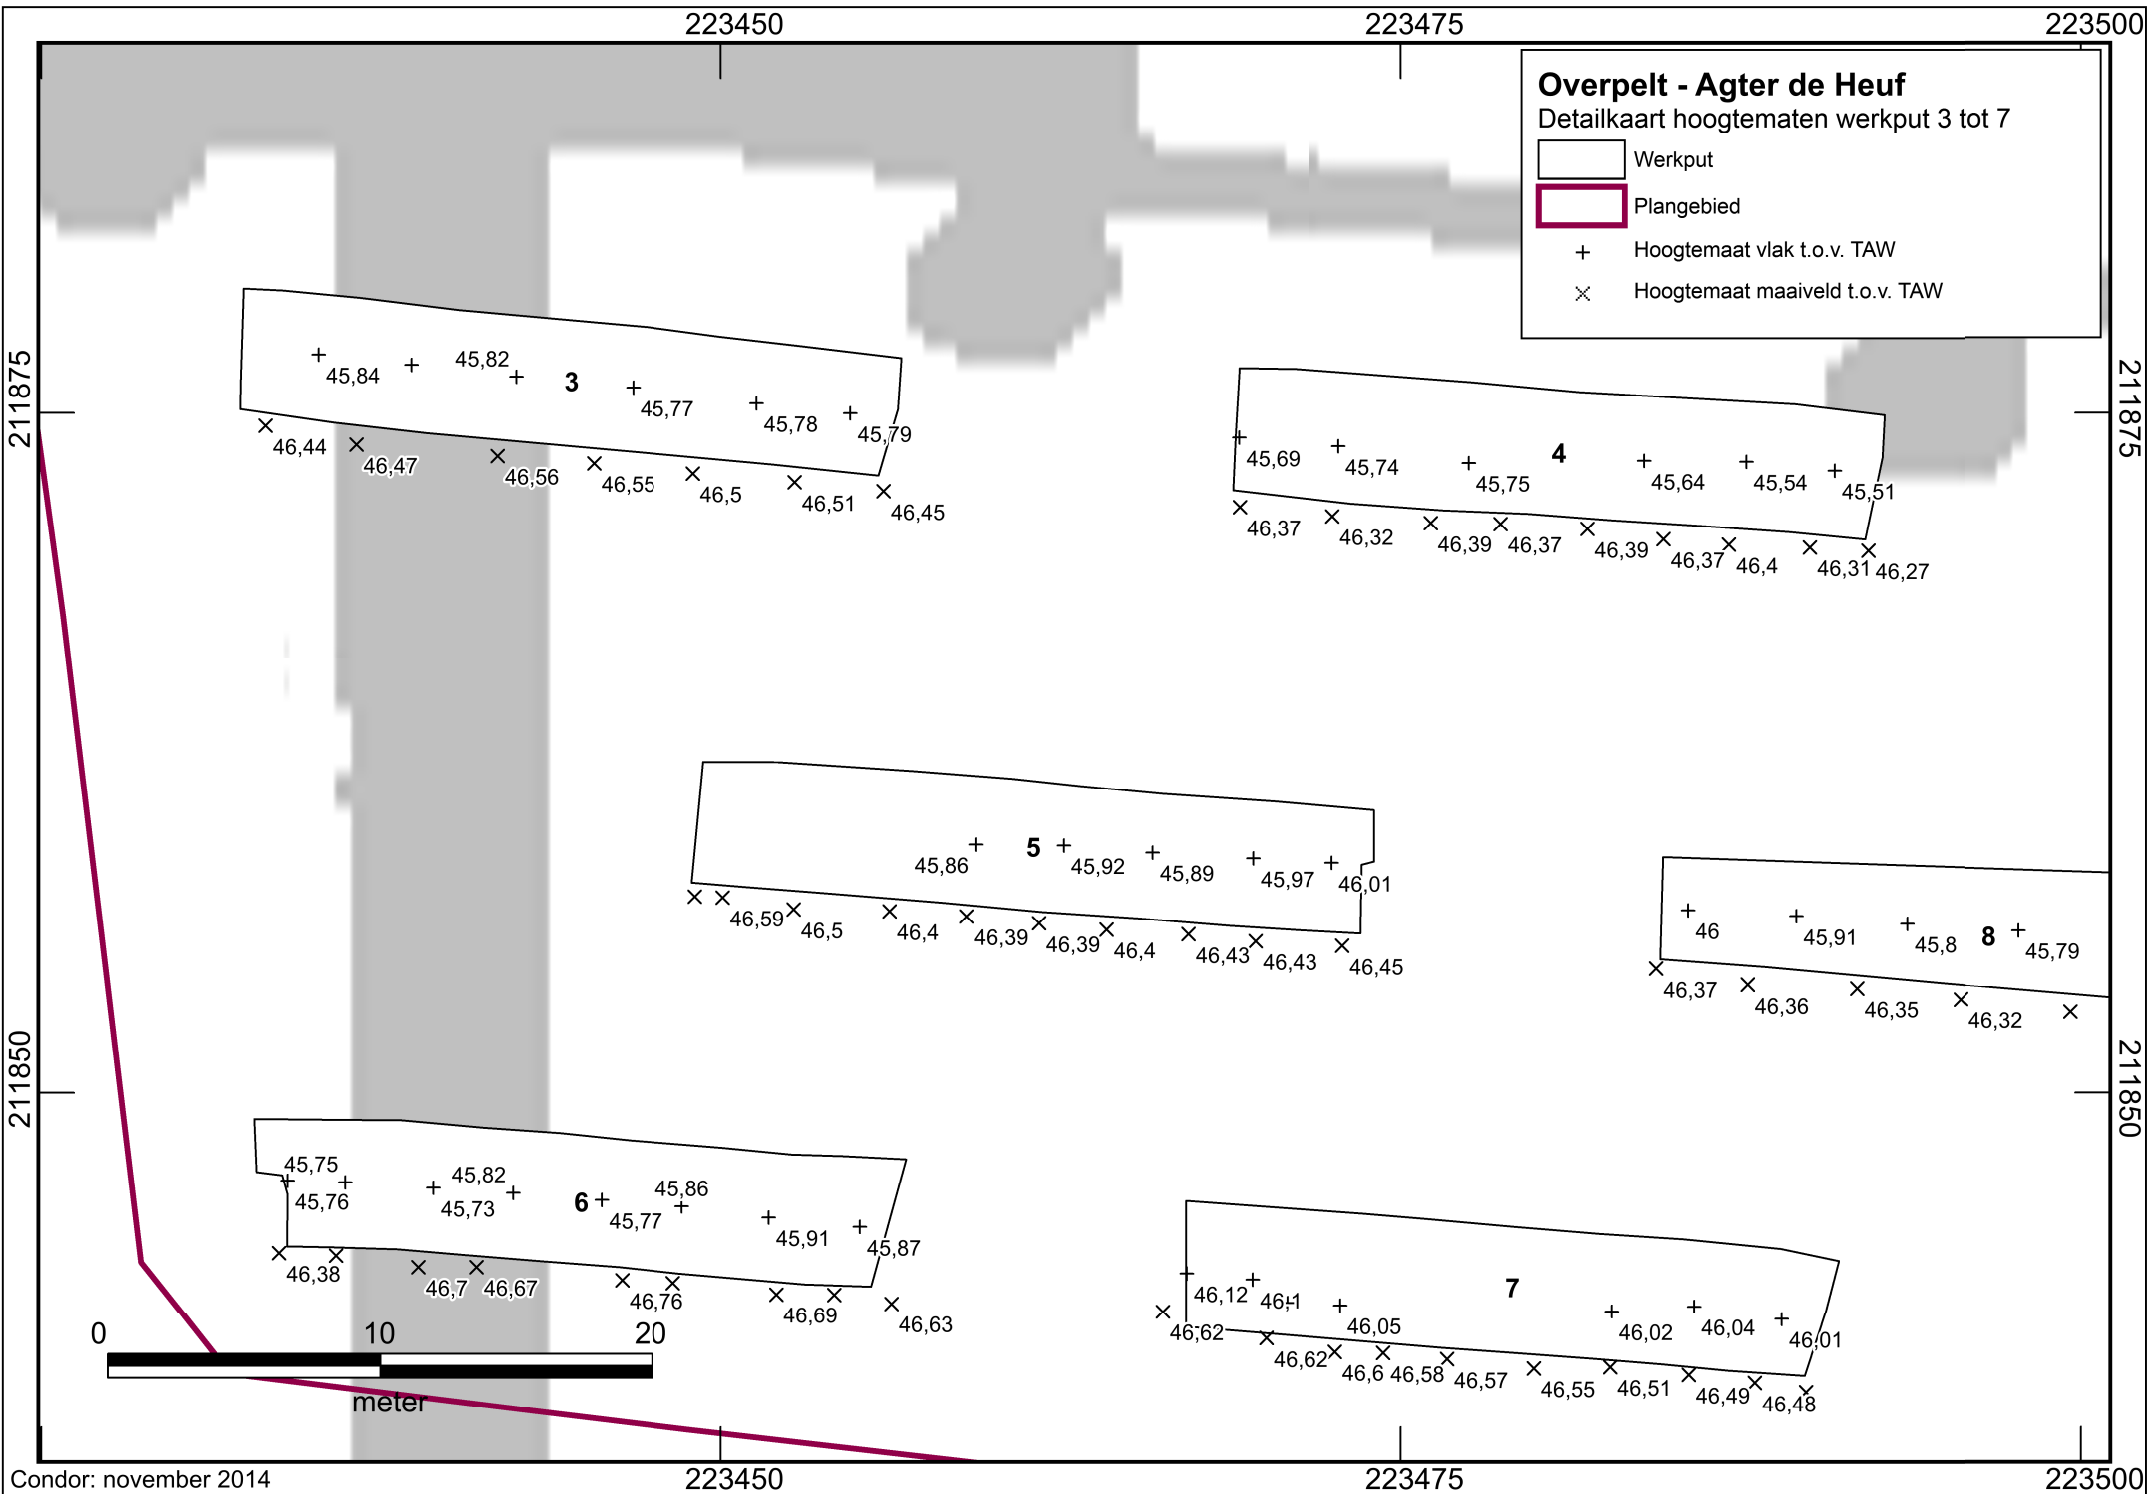 223450 223475 223500
Overpelt - Agter de Heuf
Detailkaart hoogtematen werkput 3 tot 7
Werkput
Plangebied
Hoogtemaat vlak t.o.v. TAW
Hoogtemaat maaiveld t.o.v. TAW
211875
211875
45,84 45,82 3 45,77 45,78 45,79
46,44 46,47 46,56 46,55 46,5 46,51 46,45
45,69 45,74 45,75 4 45,64 45,54 45,51
46,37 46,32 46,39 46,37 46,39 46,37 46,4 46,31 46,27
45,86 5 45,92 45,89 45,97 46,01
46,59 46,5 46,4 46,39 46,39 46,4 46,43 46,43 46,45
46 45,91 45,8 8 45,79
46,37 46,36 46,35 46,32
211850
211850
45,75 45,82 45,86
45,76 45,73 6 45,77 45,91 45,87
46,38 46,7 46,67 46,76 46,69 46,63
46,12 46,1 46,05 7 46,02 46,04 46,01
46,62 46,62 46,6 46,58 46,57 46,55 46,51 46,49 46,48
0 10 20
meter
Condor: november 2014
223450 223475 223500